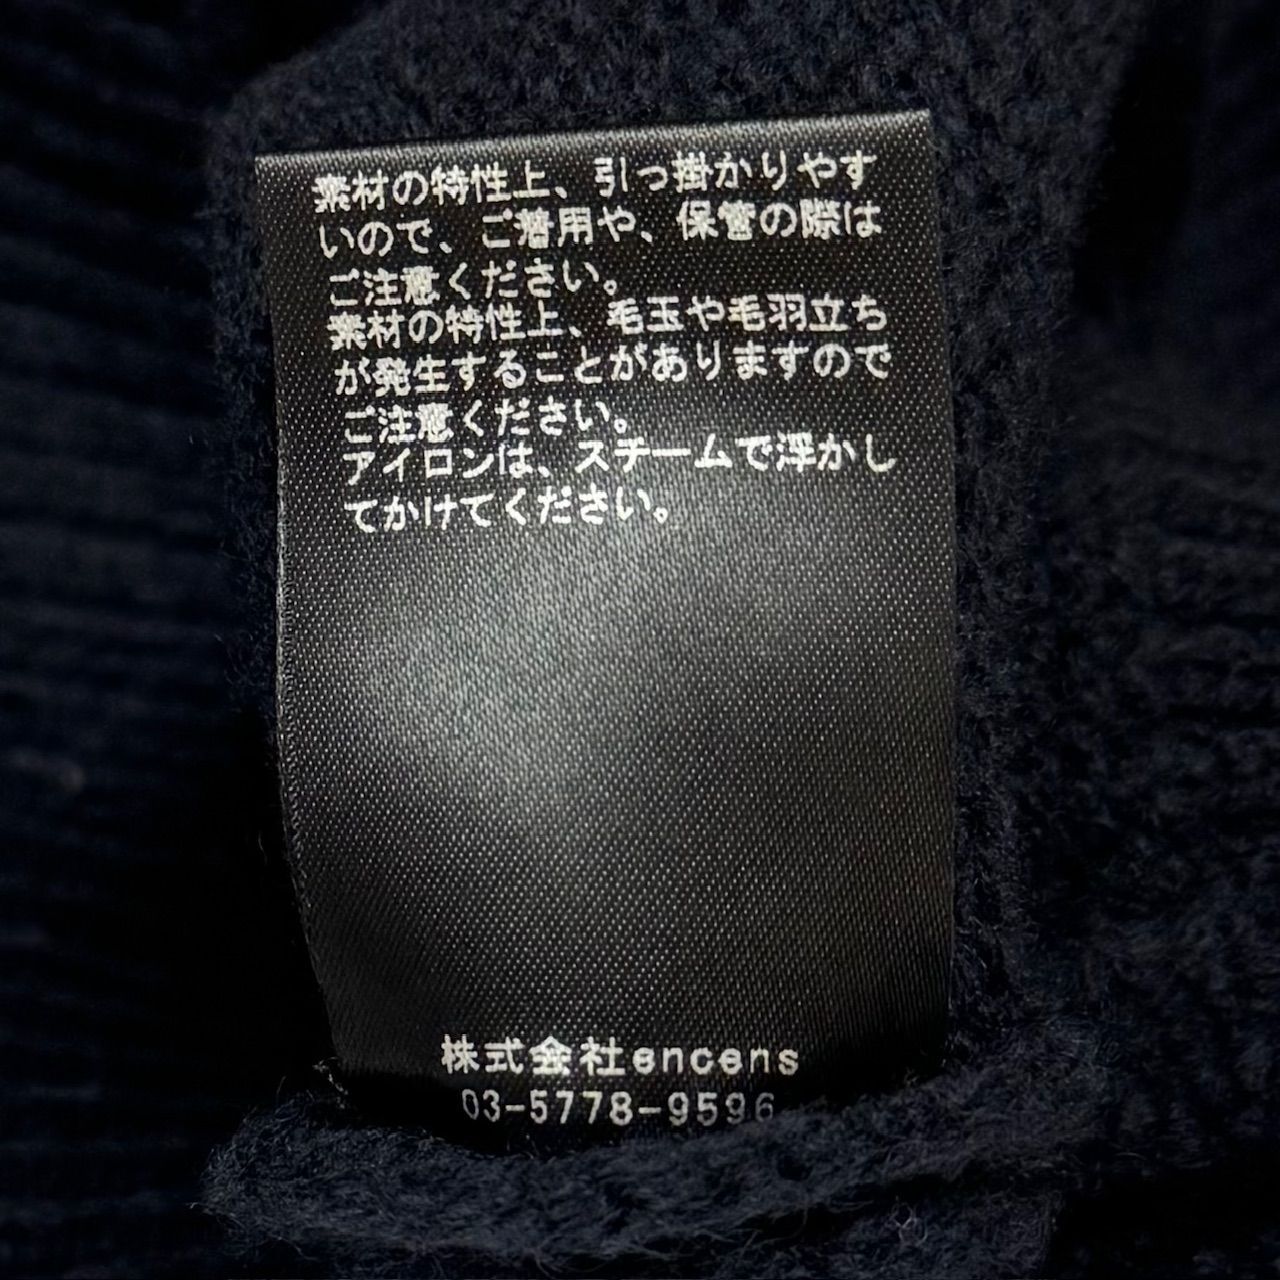 素材の特性上、引っ掛かりやす
いので、ご着用や、保管の際は
ご注意ください。
素材の特性上、毛玉や毛羽立ち
が発生することがありますので
ご注意ください。
アイロンは、スチームで浮かし
てかけてください。
株式会社encens
03-5778-9596